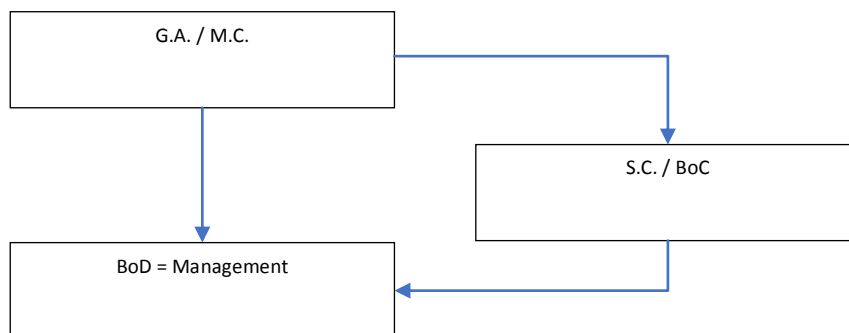 G.A. / M.C.
S.C. / BoC
BoD = Management